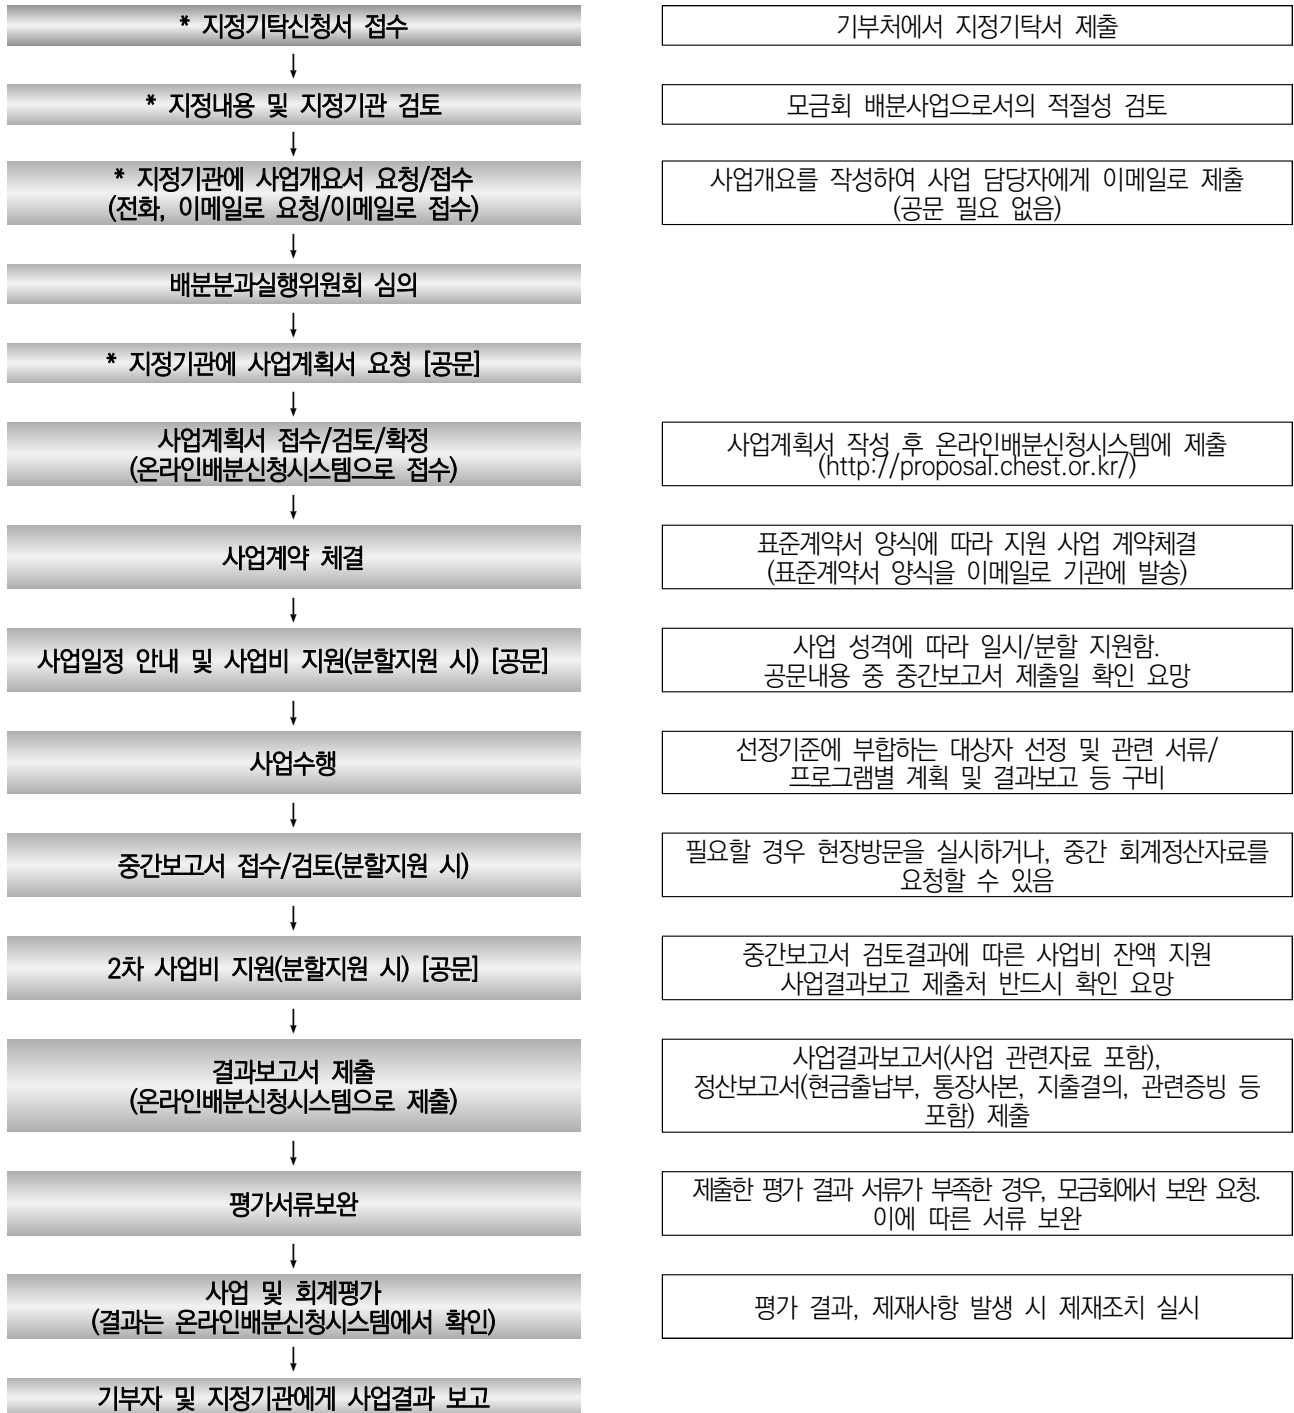 * 지정기탁신청서 접수
기부처에서 지정기탁서 제출
↓
* 지정내용 및 지정기관 검토
모금회 배분사업으로서의 적절성 검토
↓
* 지정기관에 사업개요서 요청/접수
(전화, 이메일로 요청/이메일로 접수)
사업개요를 작성하여 사업 담당자에게 이메일로 제출
(공문 필요 없음)
↓
배분분과실행위원회 심의
↓
* 지정기관에 사업계획서 요청 [공문]
↓
사업계획서 접수/검토/확정
(온라인배분신청시스템으로 접수)
사업계획서 작성 후 온라인배분신청시스템에 제출
(http://proposal.chest.or.kr/)
↓
사업계약 체결
표준계약서 양식에 따라 지원 사업 계약체결
(표준계약서 양식을 이메일로 기관에 발송)
↓
사업일정 안내 및 사업비 지원(분할지원 시) [공문]
사업 성격에 따라 일시/분할 지원함.
공문내용 중 중간보고서 제출일 확인 요망
↓
사업수행
선정기준에 부합하는 대상자 선정 및 관련 서류/
프로그램별 계획 및 결과보고 등 구비
↓
중간보고서 접수/검토(분할지원 시)
필요할 경우 현장방문을 실시하거나, 중간 회계정산자료를
요청할 수 있음
↓
2차 사업비 지원(분할지원 시) [공문]
중간보고서 검토결과에 따른 사업비 잔액 지원
사업결과보고 제출처 반드시 확인 요망
↓
결과보고서 제출
(온라인배분신청시스템으로 제출)
사업결과보고서(사업 관련자료 포함),
정산보고서(현금출납부, 통장사본, 지출결의, 관련증빙 등
포함) 제출
↓
평가서류보완
제출한 평가 결과 서류가 부족한 경우, 모금회에서 보완 요청.
이에 따른 서류 보완
↓
사업 및 회계평가
(결과는 온라인배분신청시스템에서 확인)
평가 결과, 제재사항 발생 시 제재조치 실시
↓
기부자 및 지정기관에게 사업결과 보고